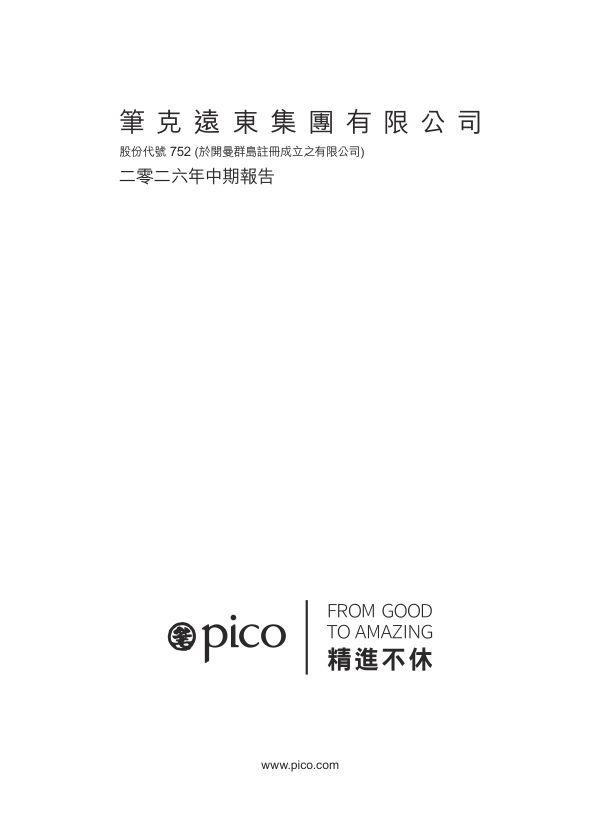 筆克遠東集團有限公司
股份代號 752 (於開曼群島註冊成立之有限公司)
二零二六年中期報告
筆 pico
FROM GOOD
TO AMAZING
精進不休
www.pico.com